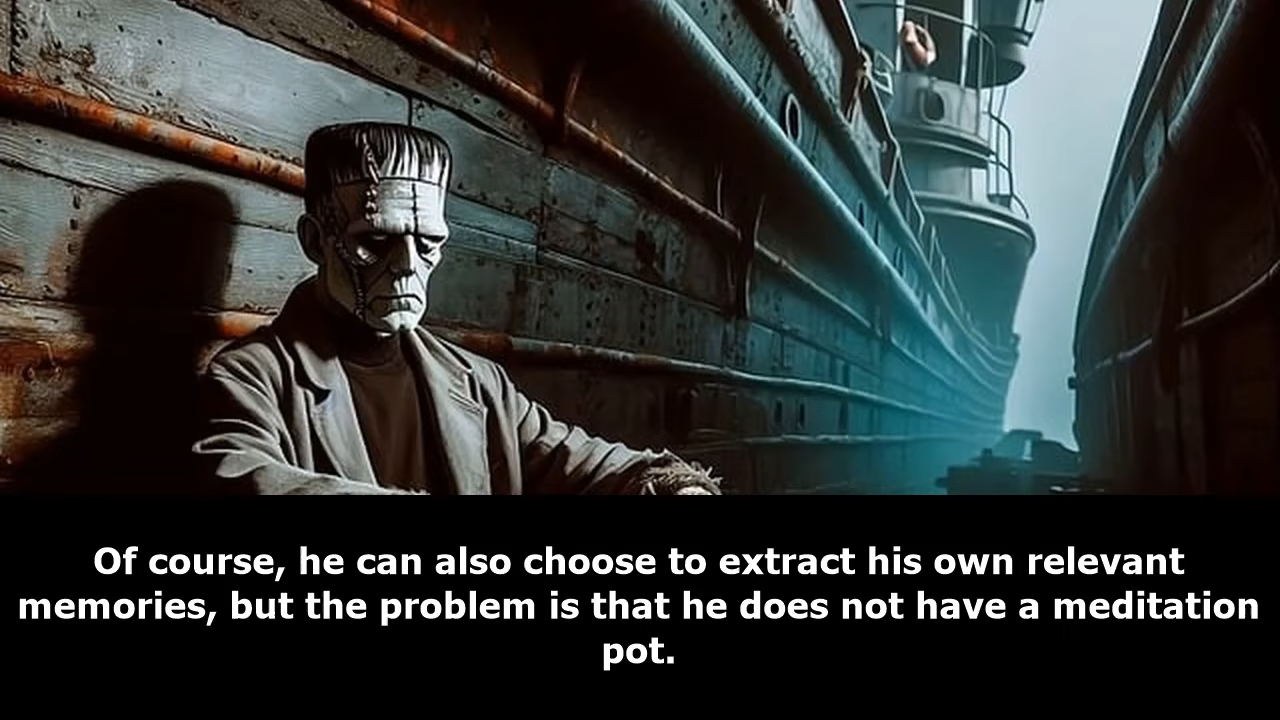 Of course, he can also choose to extract his own relevant
memories, but the problem is that he does not have a meditation
pot.